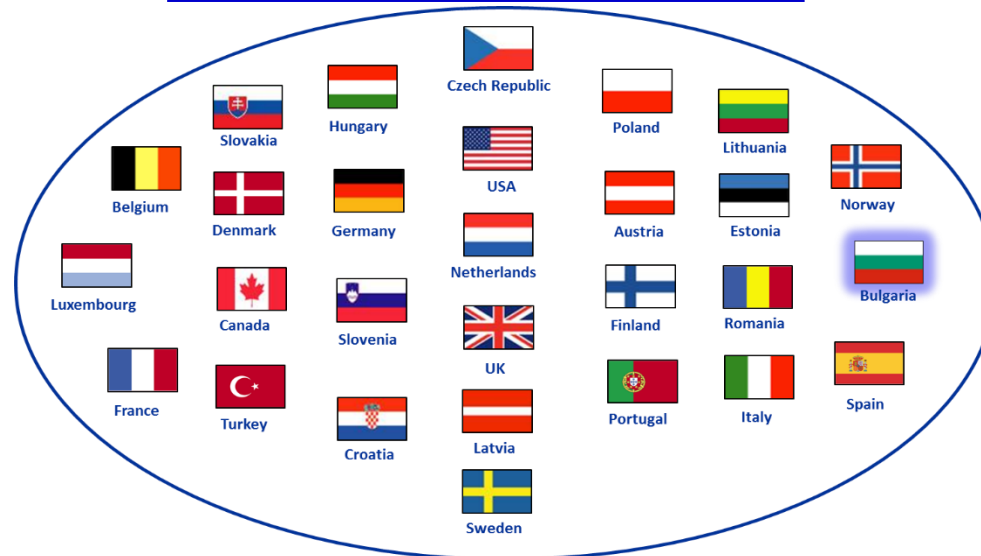 Czech Republic
Hungary
Poland
Slovakia
Lithuania
USA
Belgium
Norway
Denmark
Germany
Austria
Estonia
Netherlands
Luxembourg
Bulgaria
Canada
Slovenia
Finland
Romania
UK
France
Turkey
Portugal
Italy
Spain
Croatia
Latvia
Sweden